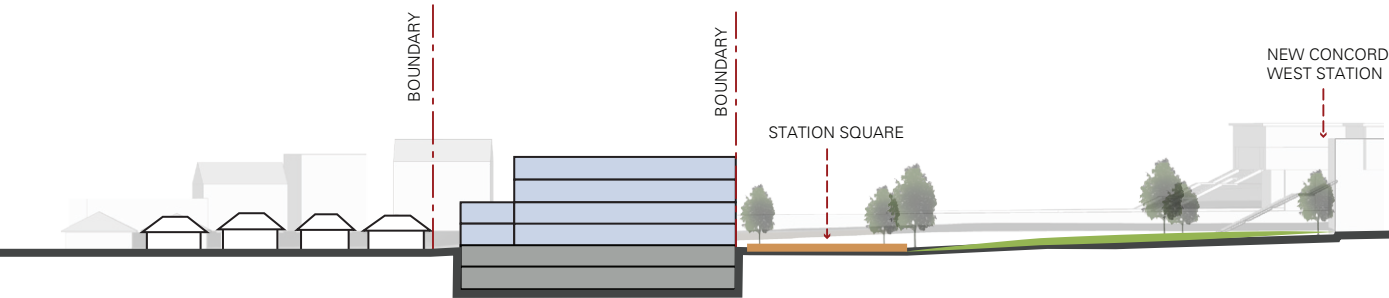 BOUNDARY
BOUNDARY
STATION SQUARE
NEW CONCORD
WEST STATION